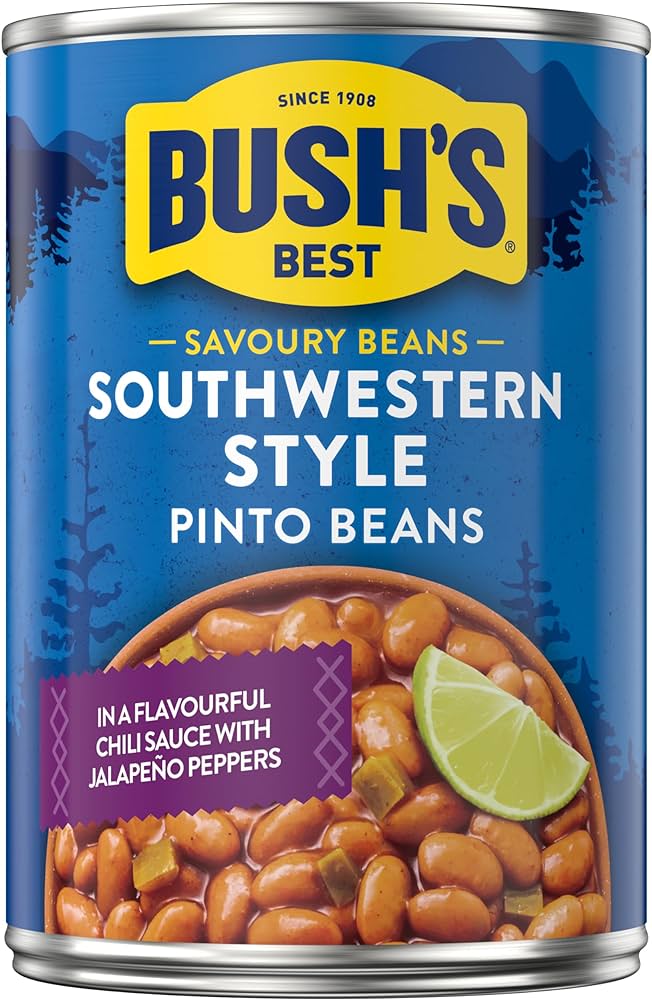 SINCE 1908
BUSH'S®
BEST
— SAVOURY BEANS —
SOUTHWESTERN
STYLE
PINTO BEANS
IN A FLAVOURFUL
CHILI SAUCE WITH
JALAPEÑO PEPPERS